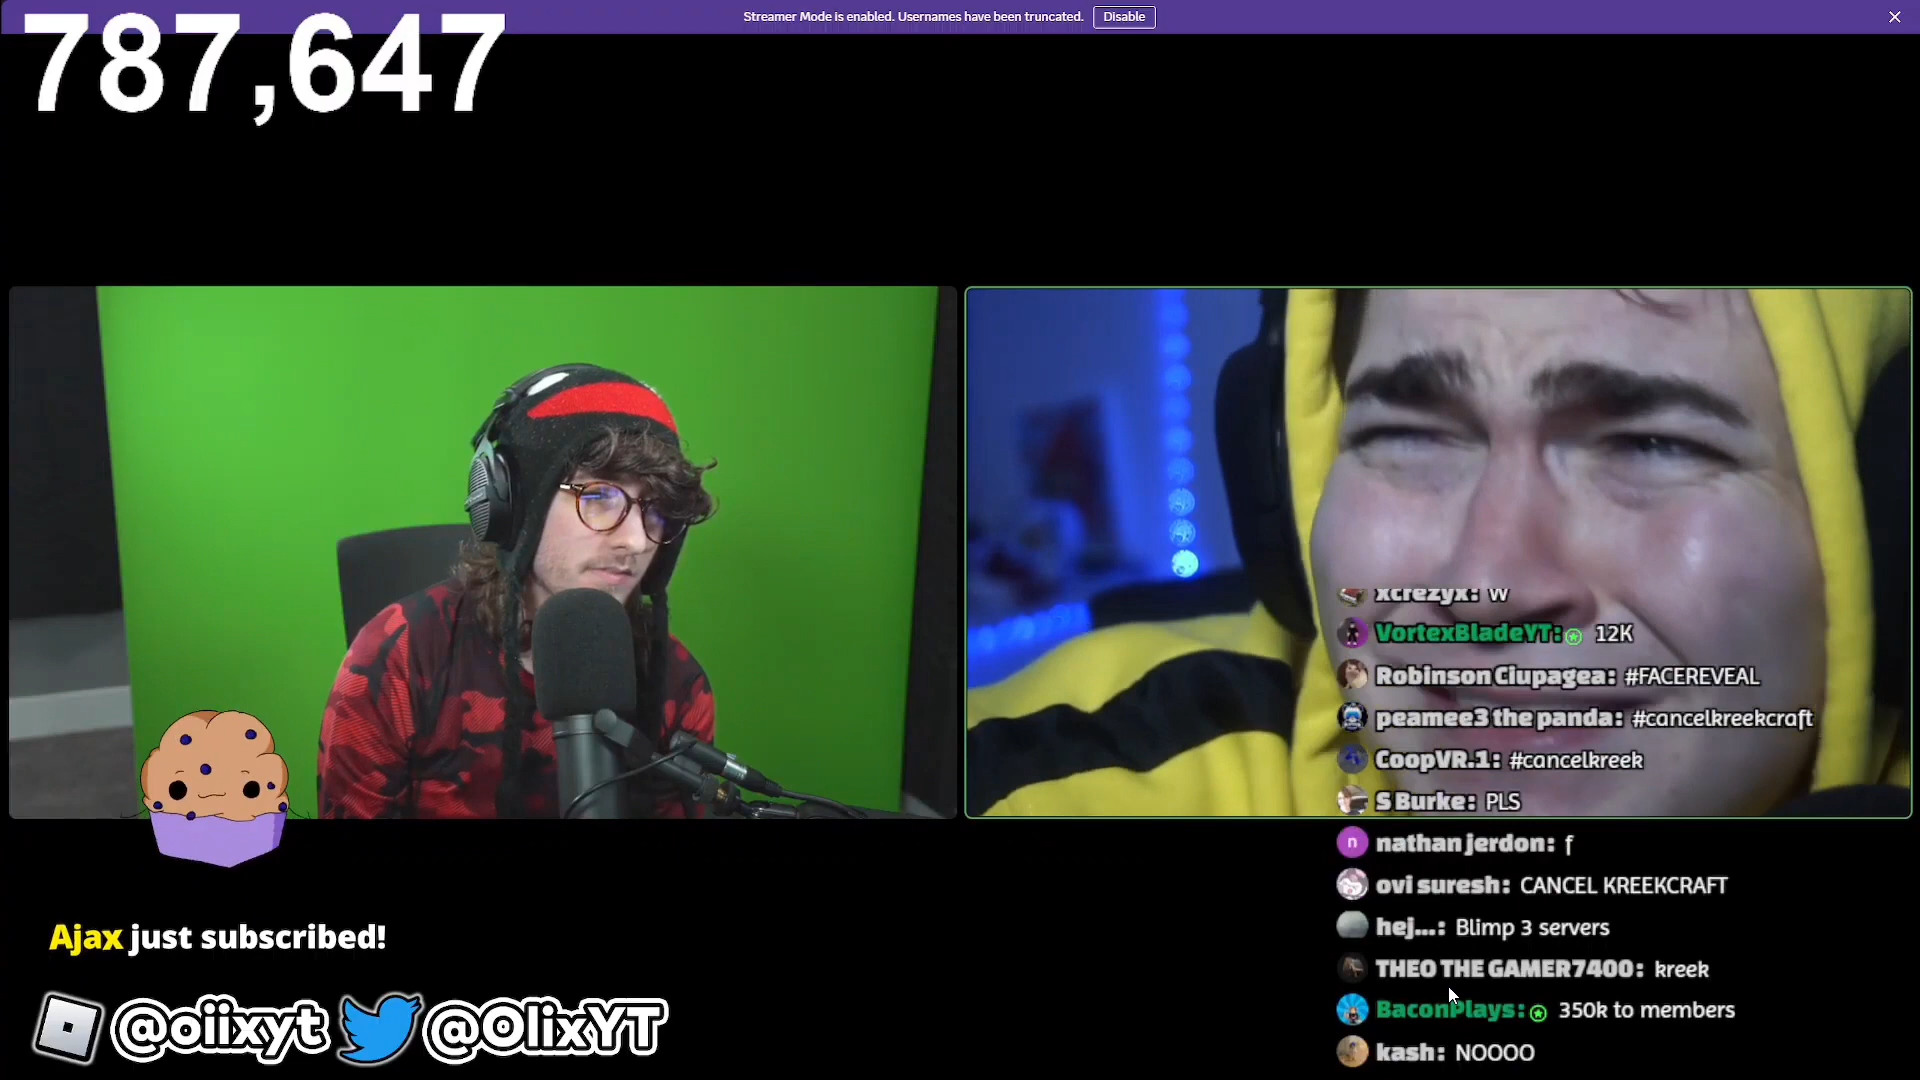 Streamer Mode is enabled. Usernames have been truncated. Disable
787,647
xcrezyx: W
VortexBladeYT: 12K
Robinson Ciupagea: #FACEREVEAL
peamee3 the panda: #cancelkreekcraft
CoopVR.1: #cancelkreek
S Burke: PLS
n nathan jerdon: f
ovi suresh: CANCEL KREEKCRAFT
hej...: Blimp 3 servers
THEO THE GAMER7400: kreek
BaconPlays: 350k to members
kash: NOOOO
Ajax just subscribed!
@oiixyt @OlixYT